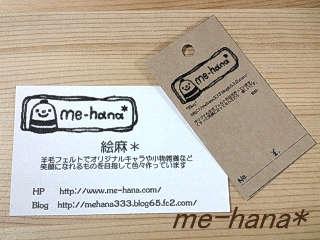 me-hana*
絵麻＊
羊毛フェルトでオリジナルキャラや小物雑貨など
笑顔になれるものを目指して色々作っています
HP http://www.me-hana.com/
Blog http://mehana333.blog65.fc2.com/
me-hana*
No.
¥.
me-hana*